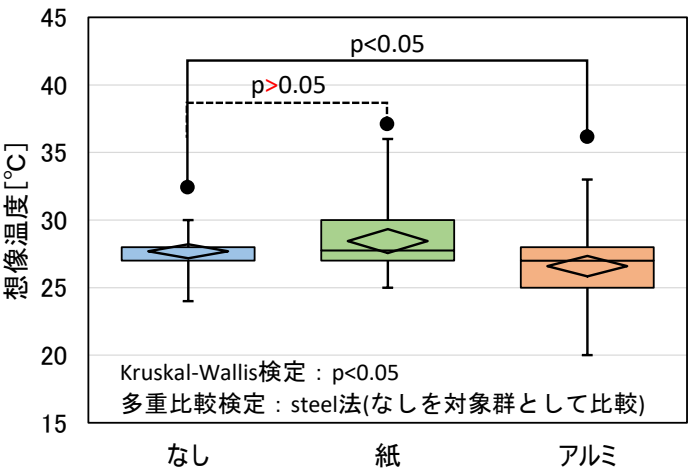 45
p<0.05
40
p>0.05
35
30
25
20
15
想像温度[℃]
Kruskal-Wallis検定：p<0.05
多重比較検定：steel法(なしを対象群として比較)
なし 紙 アルミ